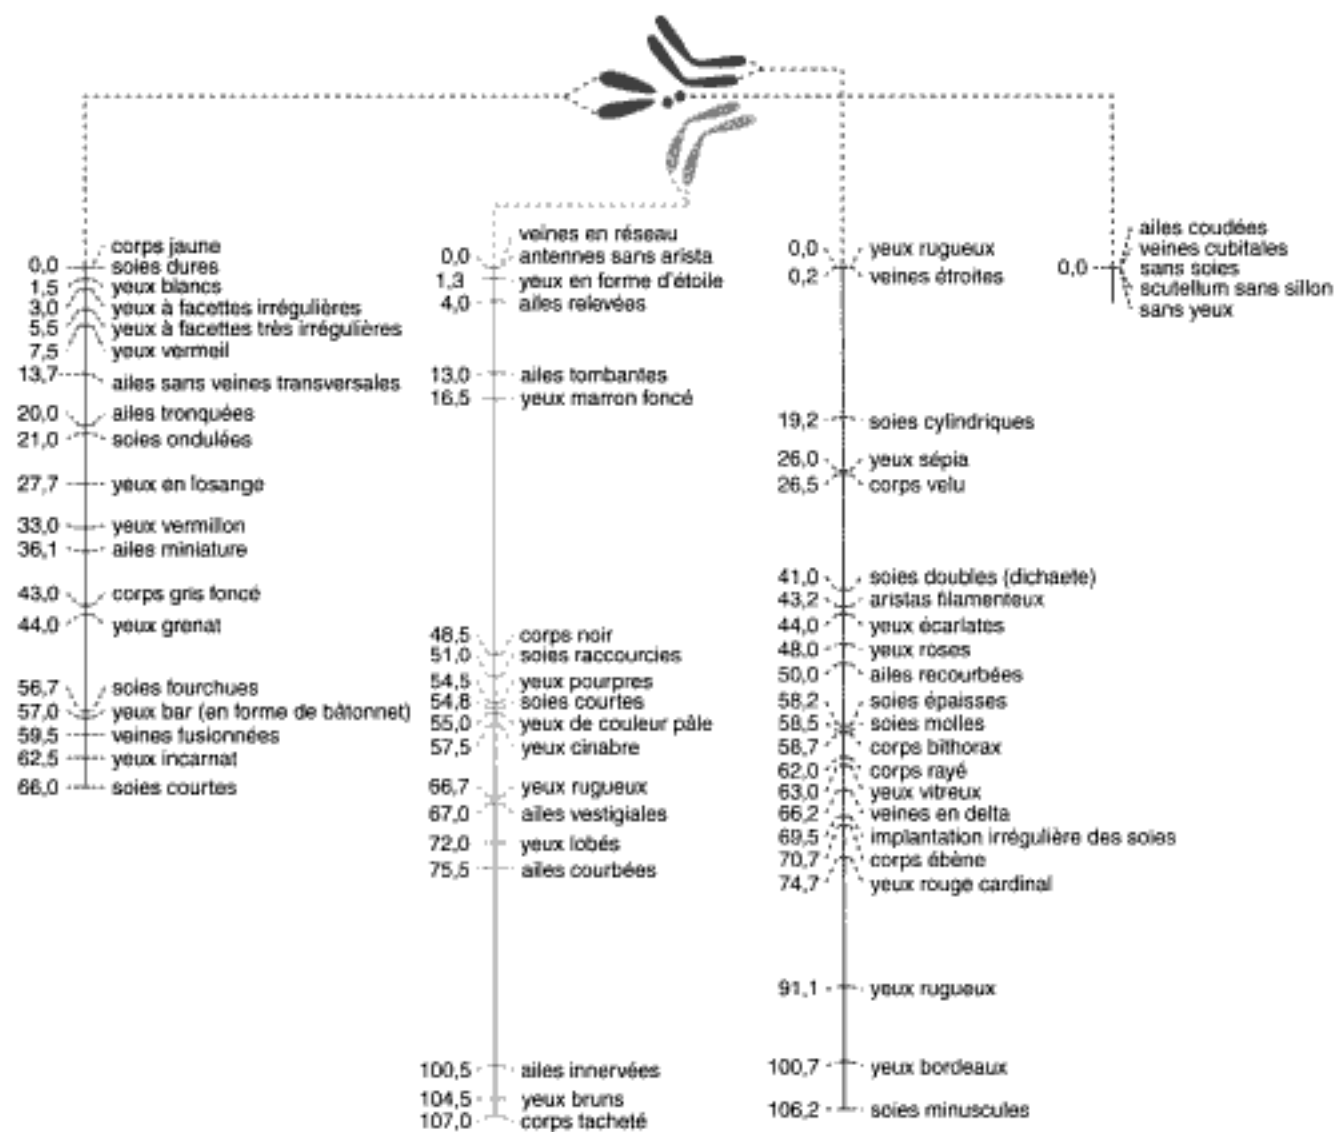 corps jaune
0,0 soies dures
1,5 yeux blancs
3,0 yeux à facettes irrégulières
5,5 yeux à facettes très irrégulières
7,5 yeux vermeil
13,7 ailes sans veines transversales
20,0 ailes tronquées
21,0 soies ondulées
27,7 yeux en losange
33,0 yeux vermillon
36,1 ailes miniature
43,0 corps gris foncé
44,0 yeux grenat
56,7 soies fourchues
57,0 yeux bar (en forme de bâtonnet)
59,5 veines fusionnées
62,5 yeux incarnat
66,0 soies courtes
veines en réseau
0,0 antennes sans arista
1,3 yeux en forme d'étoile
4,0 ailes relevées
13,0 ailes tombantes
16,5 yeux marron foncé
48,5 corps noir
51,0 soies raccourcies
54,5 yeux pourpres
54,8 soies courtes
55,0 yeux de couleur pâle
57,5 yeux cinabre
66,7 yeux rugueux
67,0 ailes vestigiales
72,0 yeux lobés
75,5 ailes courbées
100,5 ailes innervées
104,5 yeux bruns
107,0 corps tacheté
0,0 yeux rugueux
0,2 veines étroites
19,2 soies cylindriques
26,0 yeux sépia
26,5 corps velu
41,0 soies doubles (dichaete)
43,2 aristas filamenteux
44,0 yeux écarlates
48,0 yeux roses
50,0 ailes recourbées
58,2 soies épaisses
58,5 soies molles
58,7 corps bithorax
62,0 corps rayé
63,0 yeux vitreux
66,2 veines en delta
69,5 implantation irrégulière des soies
70,7 corps ébène
74,7 yeux rouge cardinal
91,1 yeux rugueux
100,7 yeux bordeaux
106,2 soies minuscules
ailes coudées
veines cubitales
0,0 sans soies
scutellum sans sillon
sans yeux